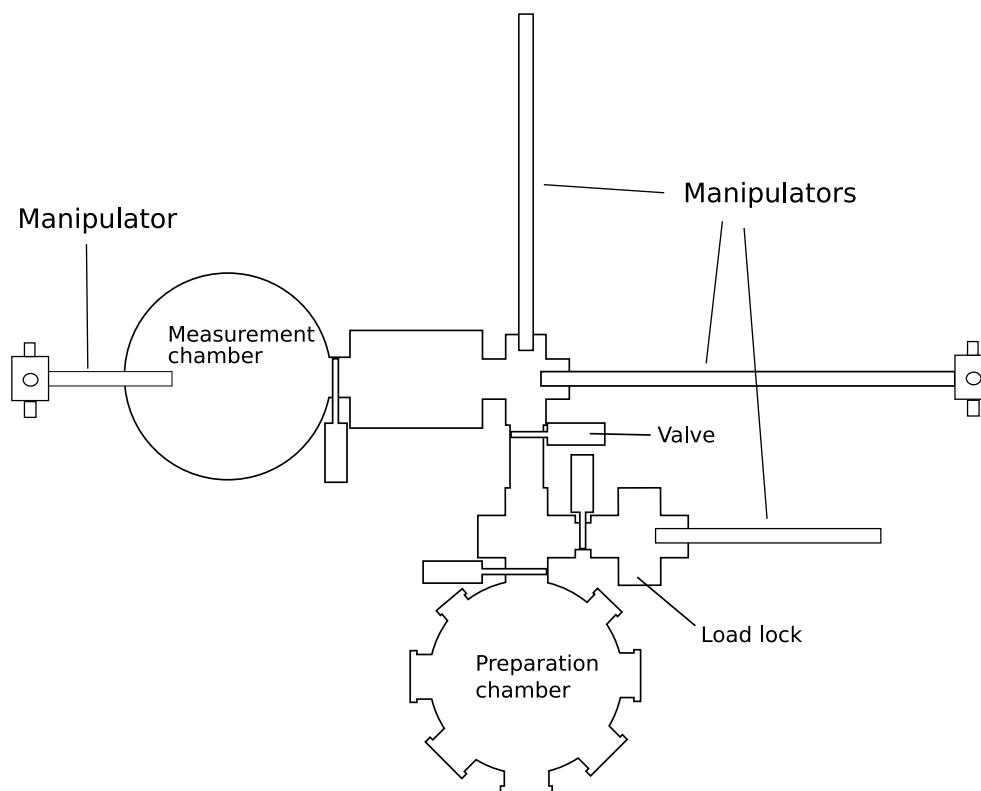 Manipulators
Manipulator
Measurement
chamber
Valve
Load lock
Preparation
chamber